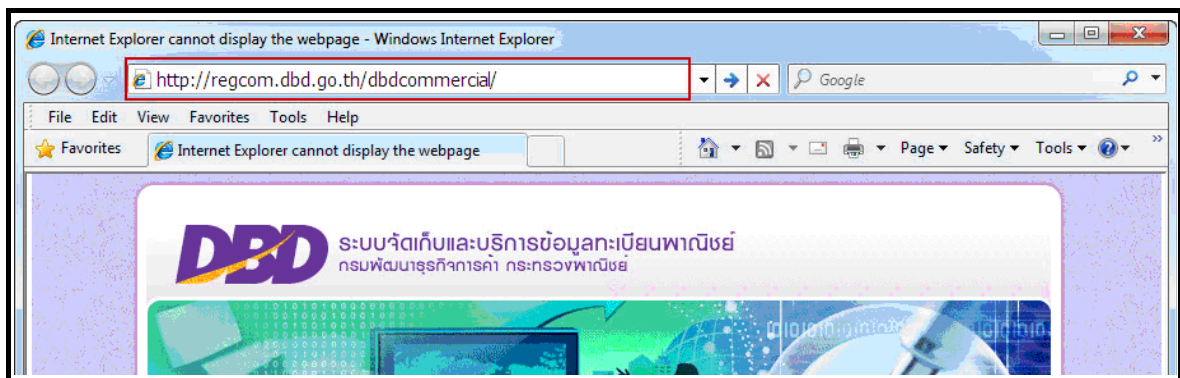 Internet Explorer cannot display the webpage - Windows Internet Explorer
http://regcom.dbd.go.th/dbdcommercial/ Google
File Edit View Favorites Tools Help
Favorites Internet Explorer cannot display the webpage Page Safety Tools
DBD ระบบจัดเก็บและบริการข้อมูลทะเบียนพาณิชย์
กรมพัฒนาธุรกิจการค้า กระทรวงพาณิชย์